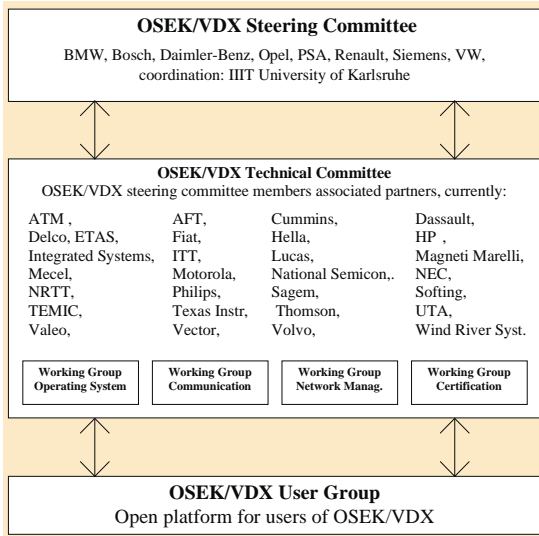 OSEK/VDX Steering Committee
BMW, Bosch, Daimler-Benz, Opel, PSA, Renault, Siemens, VW,
coordination: IIIT University of Karlsruhe
OSEK/VDX Technical Committee
OSEK/VDX steering committee members associated partners, currently:
ATM , AFT, Cummins, Dassault,
Delco, ETAS, Fiat, Hella, HP ,
Integrated Systems, ITT, Lucas, Magneti Marelli,
Mecel, Motorola, National Semicon,. NEC,
NRTT, Philips, Sagem, Softing,
TEMIC, Texas Instr, Thomson, UTA,
Valeo, Vector, Volvo, Wind River Syst.
Working Group
Operating System
Working Group
Communication
Working Group
Network Manag.
Working Group
Certification
OSEK/VDX User Group
Open platform for users of OSEK/VDX